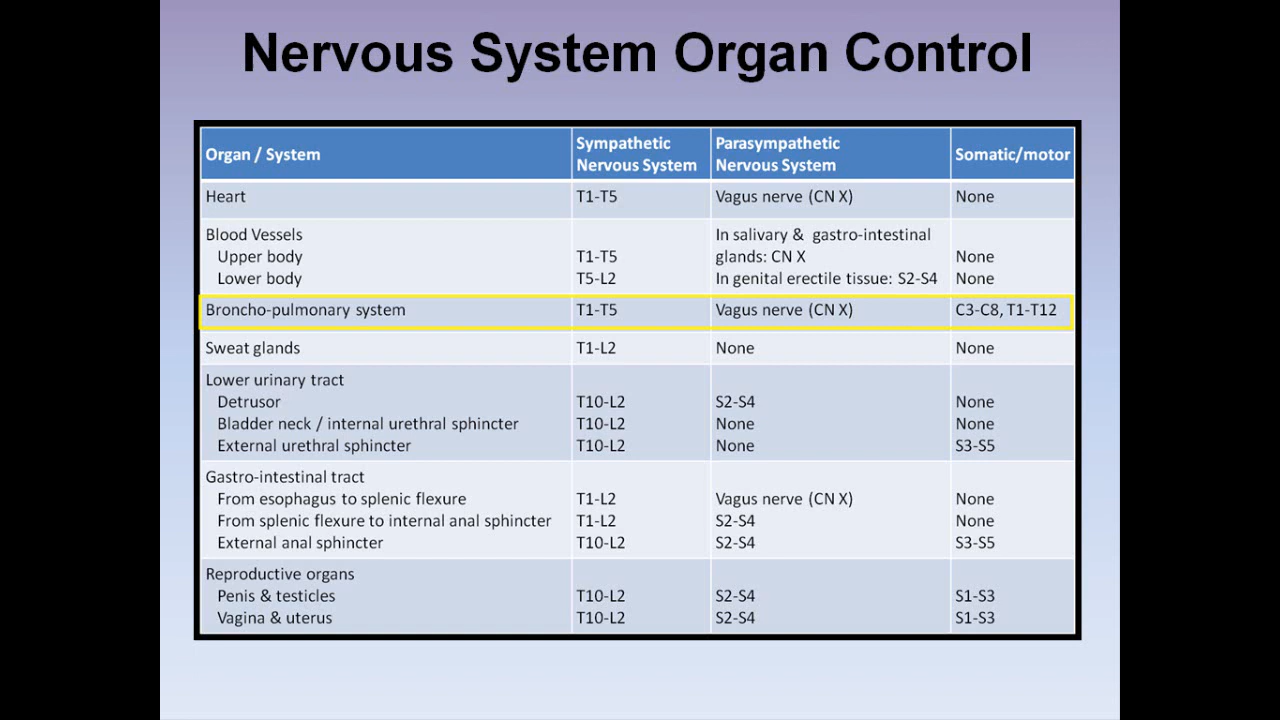 Nervous System Organ Control
Organ / System Sympathetic Nervous System Parasympathetic Nervous System Somatic/motor
Heart T1-T5 Vagus nerve (CN X) None
Blood Vessels In salivary & gastro-intestinal
Upper body T1-T5 glands: CN X None
Lower body T5-L2 In genital erectile tissue: S2-S4 None
Broncho-pulmonary system T1-T5 Vagus nerve (CN X) C3-C8, T1-T12
Sweat glands T1-L2 None None
Lower urinary tract
Detrusor T10-L2 S2-S4 None
Bladder neck / internal urethral sphincter T10-L2 None None
External urethral sphincter T10-L2 None S3-S5
Gastro-intestinal tract
From esophagus to splenic flexure T1-L2 Vagus nerve (CN X) None
From splenic flexure to internal anal sphincter T1-L2 S2-S4 None
External anal sphincter T10-L2 S2-S4 S3-S5
Reproductive organs
Penis & testicles T10-L2 S2-S4 S1-S3
Vagina & uterus T10-L2 S2-S4 S1-S3